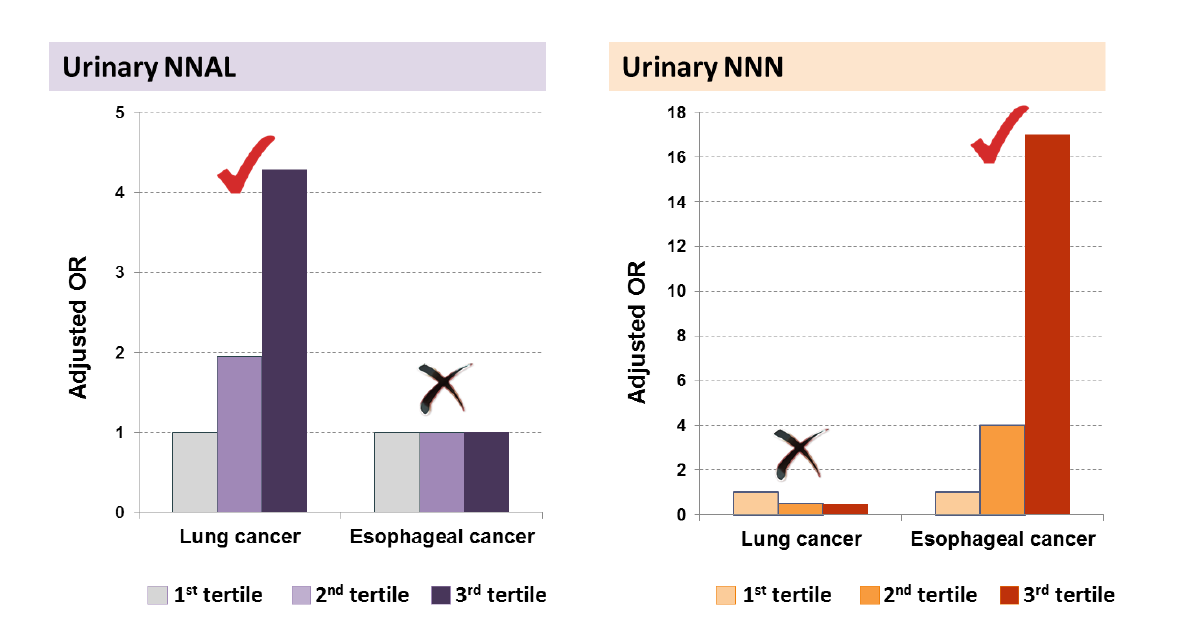 Urinary NNAL
5
4
3
2
1
0
Adjusted OR
Lung cancer
Esophageal cancer
1st tertile
2nd tertile
3rd tertile
Urinary NNN
18
16
14
12
10
8
6
4
2
0
Adjusted OR
Lung cancer
Esophageal cancer
1st tertile
2nd tertile
3rd tertile